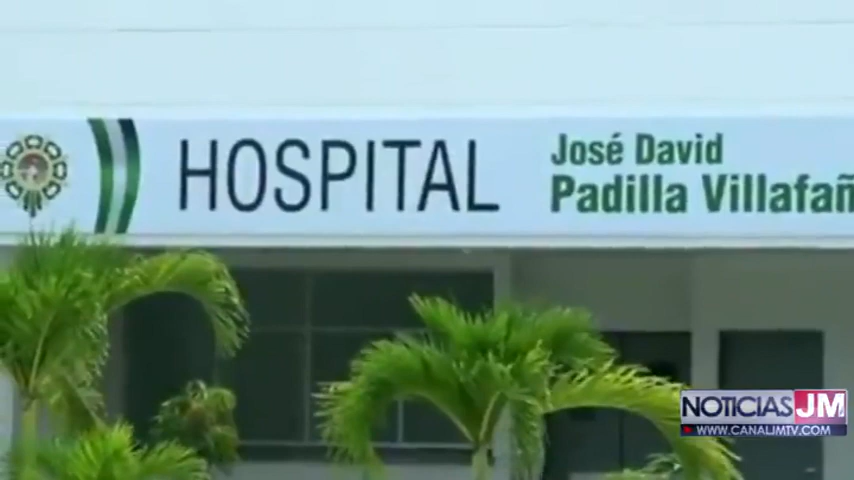 HOSPITAL
José David
Padilla Villafañ
NOTICIAS JM
WWW.CANALJMTV.COM